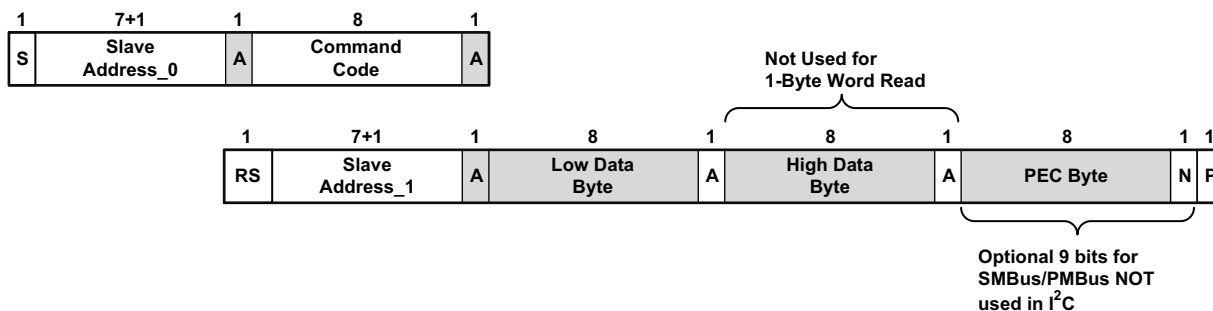 1 7+1 1 8 1
S Slave Address_0 A Command Code A
Not Used for
1-Byte Word Read
1 7+1 1 8 1 8 1 8 1 1
RS Slave Address_1 A Low Data Byte A High Data Byte A PEC Byte N P
Optional 9 bits for
SMBus/PMBus NOT
used in I²C